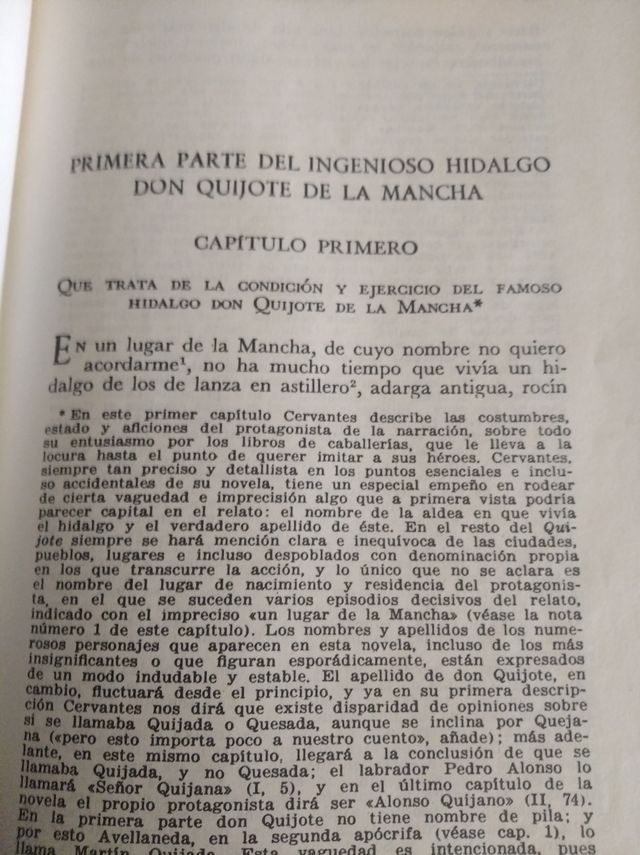 PRIMERA PARTE DEL INGENIOSO HIDALGO
DON QUIJOTE DE LA MANCHA
CAPÍTULO PRIMERO
QUE TRATA DE LA CONDICIÓN Y EJERCICIO DEL FAMOSO
HIDALGO DON QUIJOTE DE LA MANCHA*
EN un lugar de la Mancha, de cuyo nombre no quiero
acordarme¹, no ha mucho tiempo que vivía un hi-
dalgo de los de lanza en astillero², adarga antigua, rocín
* En este primer capítulo Cervantes describe las costumbres,
estado y aficiones del protagonista de la narración, sobre todo
su entusiasmo por los libros de caballerías, que le lleva a la
locura hasta el punto de querer imitar a sus héroes. Cervantes,
siempre tan preciso y detallista en los puntos esenciales e inclu-
so accidentales de su novela, tiene un especial empeño en rodear
de cierta vaguedad e imprecisión algo que a primera vista podría
parecer capital en el relato: el nombre de la aldea en que vivía
el hidalgo y el verdadero apellido de éste. En el resto del Qui-
jote siempre se hará mención clara e inequívoca de las ciudades,
pueblos, lugares e incluso despoblados con denominación propia
en los que transcurre la acción, y lo único que no se aclara es
el nombre del lugar de nacimiento y residencia del protagonis-
ta, en el que se suceden varios episodios decisivos del relato,
indicado con el impreciso «un lugar de la Mancha» (véase la nota
número 1 de este capítulo). Los nombres y apellidos de los nume-
rosos personajes que aparecen en esta novela, incluso de los más
insignificantes o que figuran esporádicamente, están expresados
de un modo indudable y estable. El apellido de don Quijote, en
cambio, fluctuará desde el principio, y ya en su primera descrip-
ción Cervantes nos dirá que existe disparidad de opiniones sobre
si se llamaba Quijada o Quesada, aunque se inclina por Queja-
na («pero esto importa poco a nuestro cuento», añade); más ade-
lante, en este mismo capítulo, llegará a la conclusión de que se
llamaba Quijada, y no Quesada; el labrador Pedro Alonso lo
llamará «Señor Quijana» (I, 5), y en el último capítulo de la
novela el propio protagonista dirá ser «Alonso Quijano» (II, 74).
En la primera parte don Quijote no tiene nombre de pila; y
por esto Avellaneda, en la segunda apócrifa (véase cap. 1), lo
llama Martín Quijada. Esta vaguedad es intencionada, pues